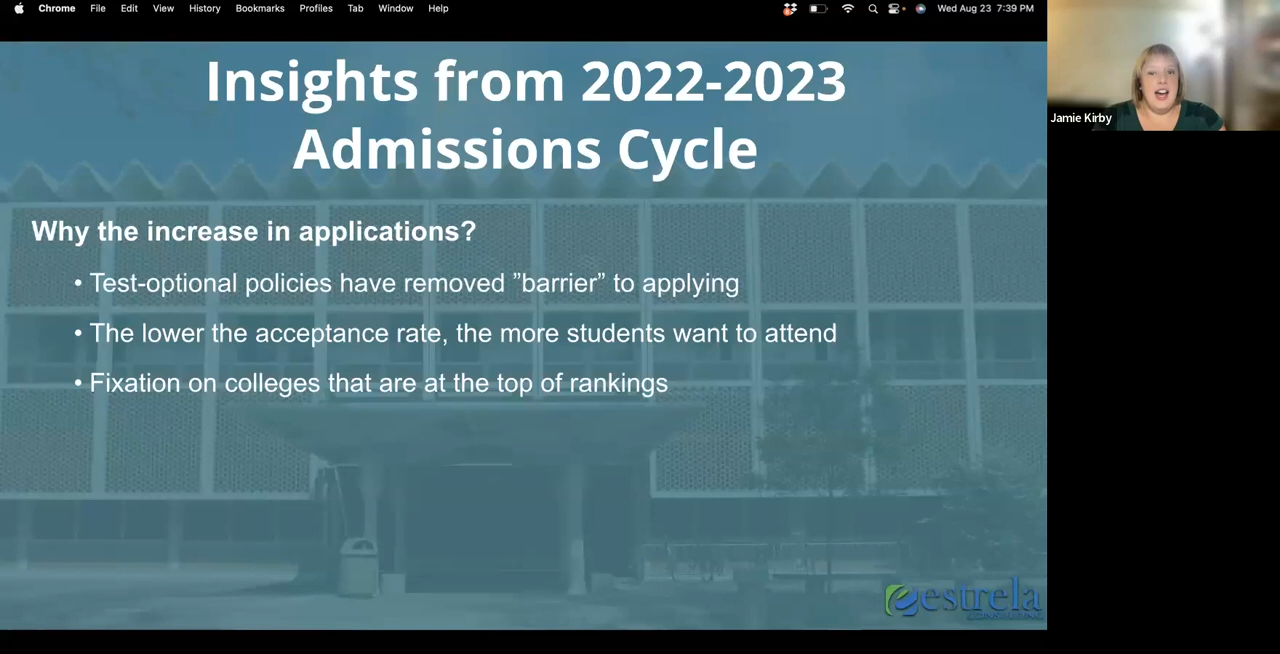 Chrome File Edit View History Bookmarks Profiles Tab Window Help Wed Aug 23 7:39 PM
Insights from 2022-2023
Admissions Cycle
Jamie Kirby
Why the increase in applications?
• Test-optional policies have removed ”barrier” to applying
• The lower the acceptance rate, the more students want to attend
• Fixation on colleges that are at the top of rankings
estrela
CONSULTING